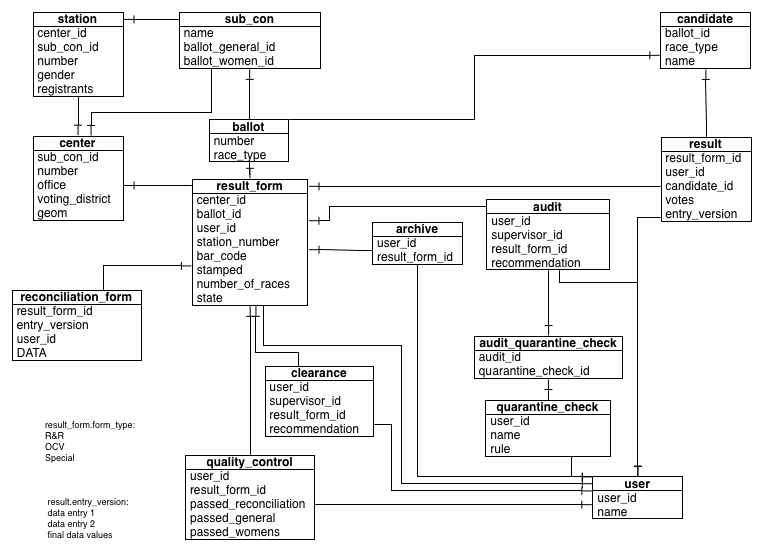 station
center_id
sub_con_id
number
gender
registrants
sub_con
name
ballot_general_id
ballot_women_id
candidate
ballot_id
race_type
name
center
sub_con_id
number
office
voting_district
geom
ballot
number
race_type
result
result_form_id
user_id
candidate_id
votes
entry_version
result_form
center_id
ballot_id
user_id
station_number
bar_code
stamped
number_of_races
state
archive
user_id
result_form_id
audit
user_id
supervisor_id
result_form_id
recommendation
reconciliation_form
result_form_id
entry_version
user_id
DATA
clearance
user_id
supervisor_id
result_form_id
recommendation
audit_quarantine_check
audit_id
quarantine_check_id
quarantine_check
user_id
name
rule
result_form.form_type:
R&R
OCV
Special
quality_control
user_id
result_form_id
passed_reconciliation
passed_general
passed_womens
user
user_id
name
result.entry_version:
data entry 1
data entry 2
final data values